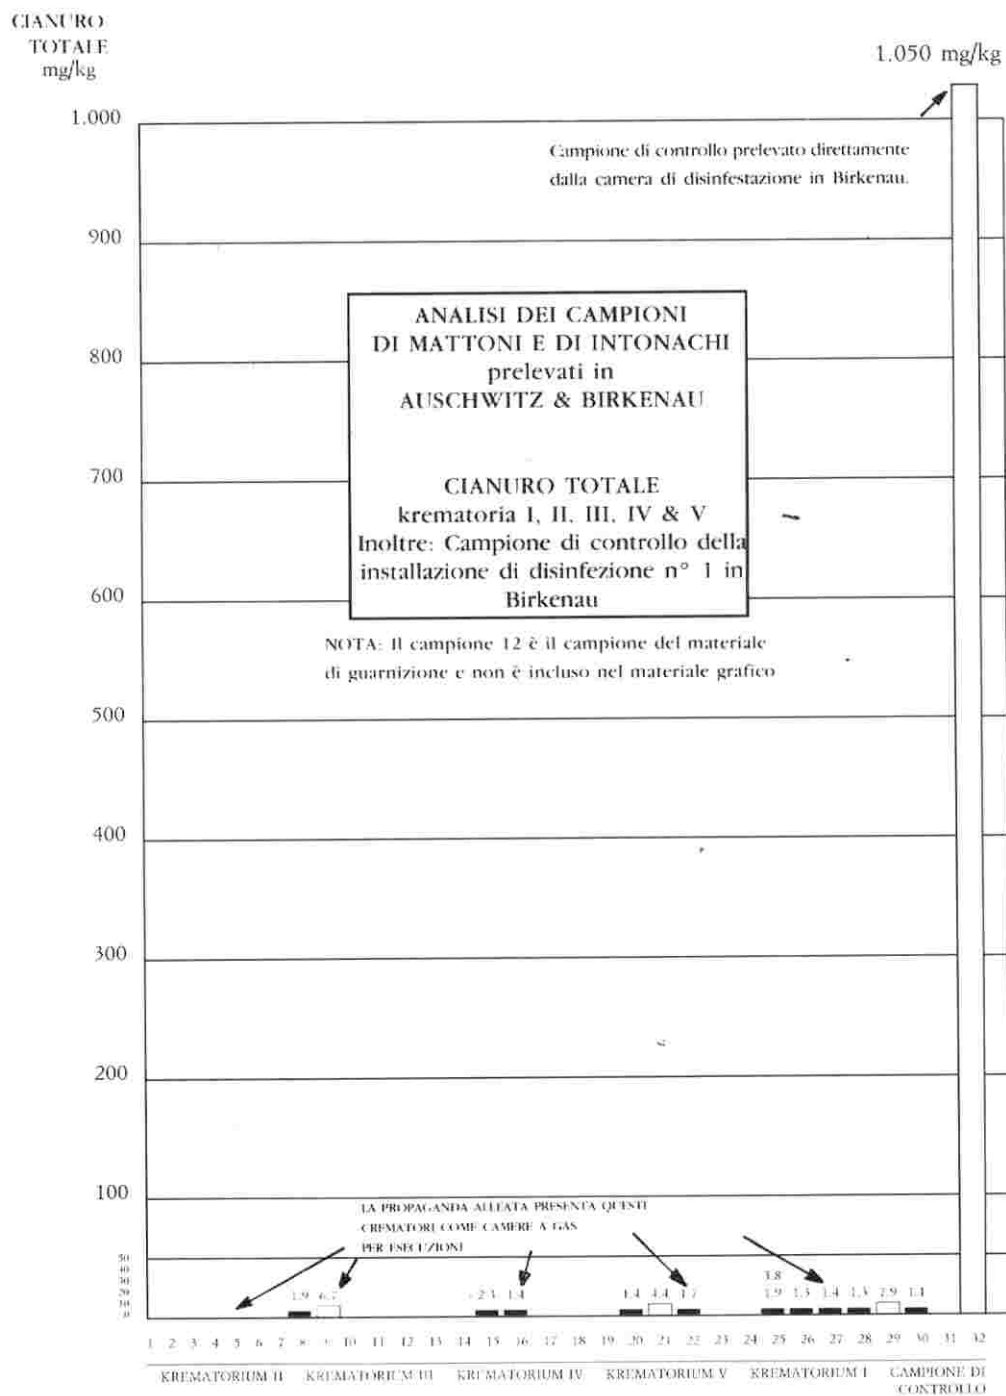 CIANURO
TOTALE
mg/kg
1.050 mg/kg
1.000
Campione di controllo prelevato direttamente
dalla camera di disinfestazione in Birkenau.
900
ANALISI DEI CAMPIONI
DI MATTONI E DI INTONACHI
prelevati in
AUSCHWITZ & BIRKENAU
800
CIANURO TOTALE
krematoria I, II, III, IV & V
Inoltre: Campione di controllo della
installazione di disinfezione n° 1 in
Birkenau
700
600
NOTA: Il campione 12 è il campione del materiale
di guarnizione e non è incluso nel materiale grafico
500
400
300
200
100
LA PROPAGANDA ALLEATA PRESENTA QUESTI
CREMATORI COME CAMERE A GAS
PER ESECUZIONI
50
40
30
20
10
0
3.8
1.9 6.7 2.3 1.4 1.4 4.4 1.7 1.9 1.3 1.4 1.3 7.9 1.1
1 2 3 4 5 6 7 8 9 10 11 12 13 14 15 16 17 18 19 20 21 22 23 24 25 26 27 28 29 30 31 32
KREMATORIUM II KREMATORIUM III KREMATORIUM IV KREMATORIUM V KREMATORIUM I CAMPIONE DI
CONTROLLO